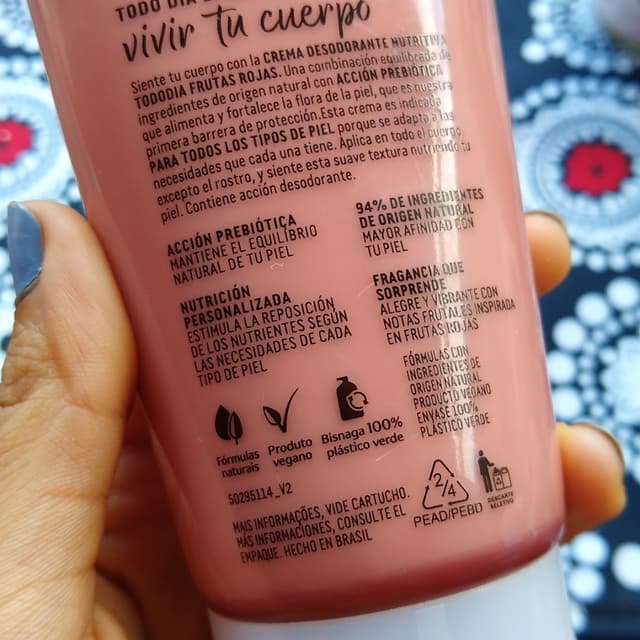 TODO DIA
vivir tu cuerpo
Siente tu cuerpo con la CREMA DESODORANTE NUTRITIVA
TODODIA FRUTAS ROJAS. Una combinación equilibrada de
ingredientes de origen natural con ACCIÓN PREBIÓTICA
que alimenta y fortalece la flora de la piel, que es nuestra
primera barrera de protección.Esta crema es indicada
PARA TODOS LOS TIPOS DE PIEL porque se adapta a las
necesidades que cada una tiene. Aplica en todo el cuerpo,
excepto el rostro, y siente esta suave textura nutriendo tu
piel. Contiene acción desodorante.
ACCIÓN PREBIÓTICA
MANTIENE EL EQUILIBRIO
NATURAL DE TU PIEL
94% DE INGREDIENTES
DE ORIGEN NATURAL
MAYOR AFINIDAD CON
TU PIEL
NUTRICIÓN
PERSONALIZADA
ESTIMULA LA REPOSICIÓN
DE LOS NUTRIENTES SEGÚN
LAS NECESIDADES DE CADA
TIPO DE PIEL
FRAGANCIA QUE
SORPRENDE
ALEGRE Y VIBRANTE CON
NOTAS FRUTALES INSPIRADA
EN FRUTAS ROJAS
Fórmulas
naturais
Produto
vegano
Bisnaga 100%
plástico verde
FÓRMULAS CON
INGREDIENTES DE
ORIGEN NATURAL
PRODUCTO VEGANO
ENVASE 100%
PLÁSTICO VERDE
50295114_V2
MAIS INFORMAÇÕES, VIDE CARTUCHO.
MÁS INFORMACIONES, CONSULTE EL
EMPAQUE. HECHO EN BRASIL
2/4
PEAD/PEBD
DESCARTE
SELETIVO